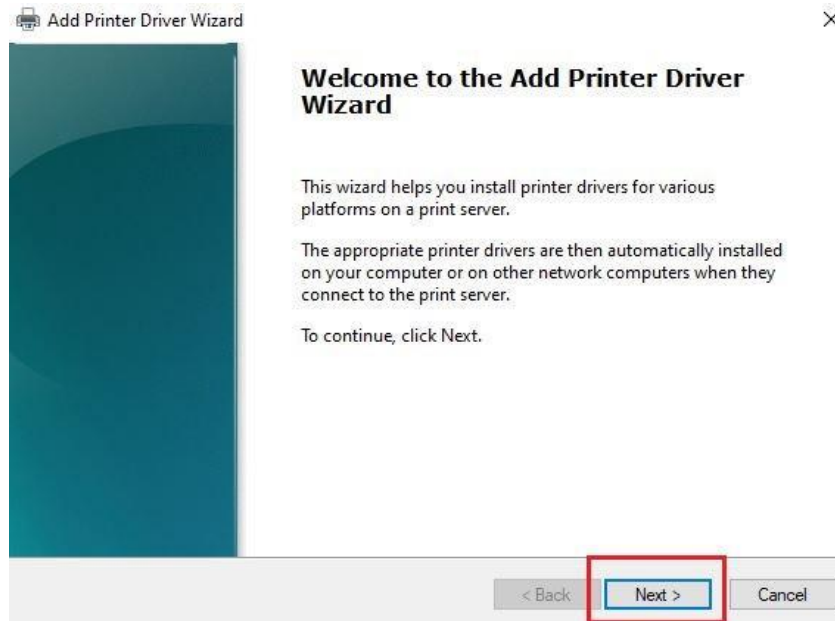 Add Printer Driver Wizard
Welcome to the Add Printer Driver
Wizard
This wizard helps you install printer drivers for various
platforms on a print server.
The appropriate printer drivers are then automatically installed
on your computer or on other network computers when they
connect to the print server.
To continue, click Next.
< Back Next > Cancel